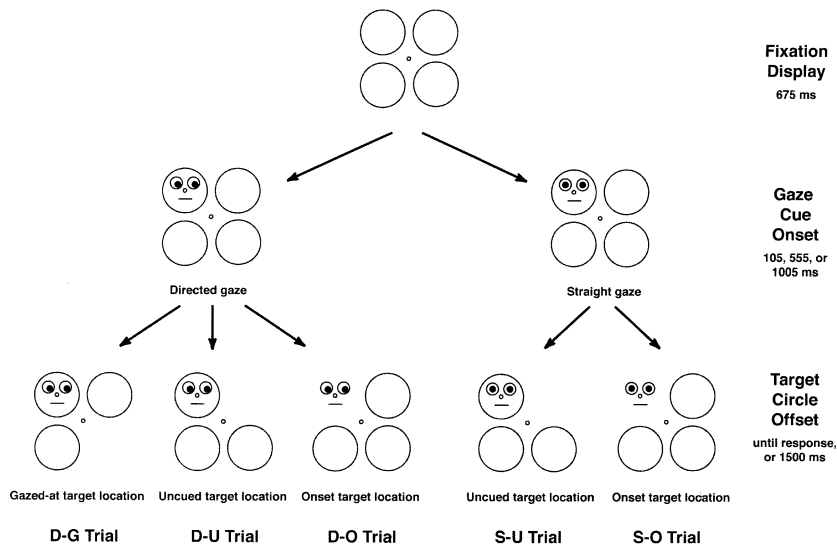 Fixation
Display
675 ms
Gaze
Cue
Onset
105, 555, or
1005 ms
Directed gaze
Straight gaze
Target
Circle
Offset
until response,
or 1500 ms
Gazed-at target location
Uncued target location
Onset target location
Uncued target location
Onset target location
D-G Trial
D-U Trial
D-O Trial
S-U Trial
S-O Trial